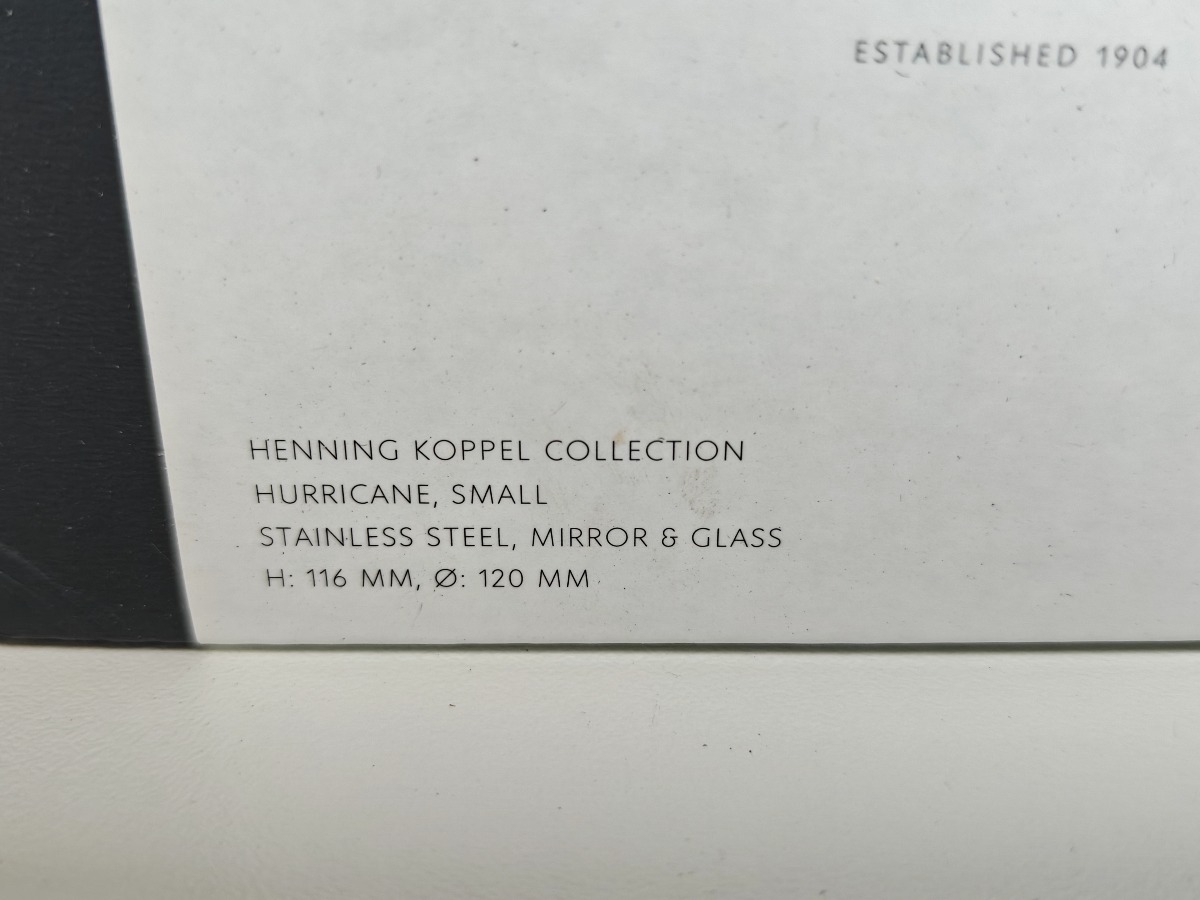 ESTABLISHED 1904
HENNING KOPPEL COLLECTION
HURRICANE, SMALL
STAINLESS STEEL, MIRROR & GLASS
H: 116 MM, Ø: 120 MM